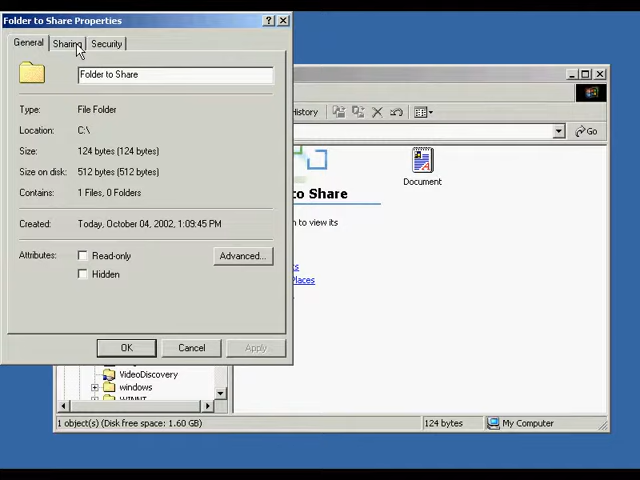 Folder to Share Properties
General Sharing Security
Folder to Share
Type: File Folder
Location: C:\
Size: 124 bytes (124 bytes)
Size on disk: 512 bytes (512 bytes)
Contains: 1 Files, 0 Folders
Created: Today, October 04, 2002, 1:09:45 PM
Attributes: Read-only
Advanced...
Hidden
OK Cancel Apply
History
Go
to Share
Document
n to view its
ts
Places
VideoDiscovery
windows
WINNT
1 object(s) (Disk free space: 1.60 GB)
124 bytes
My Computer